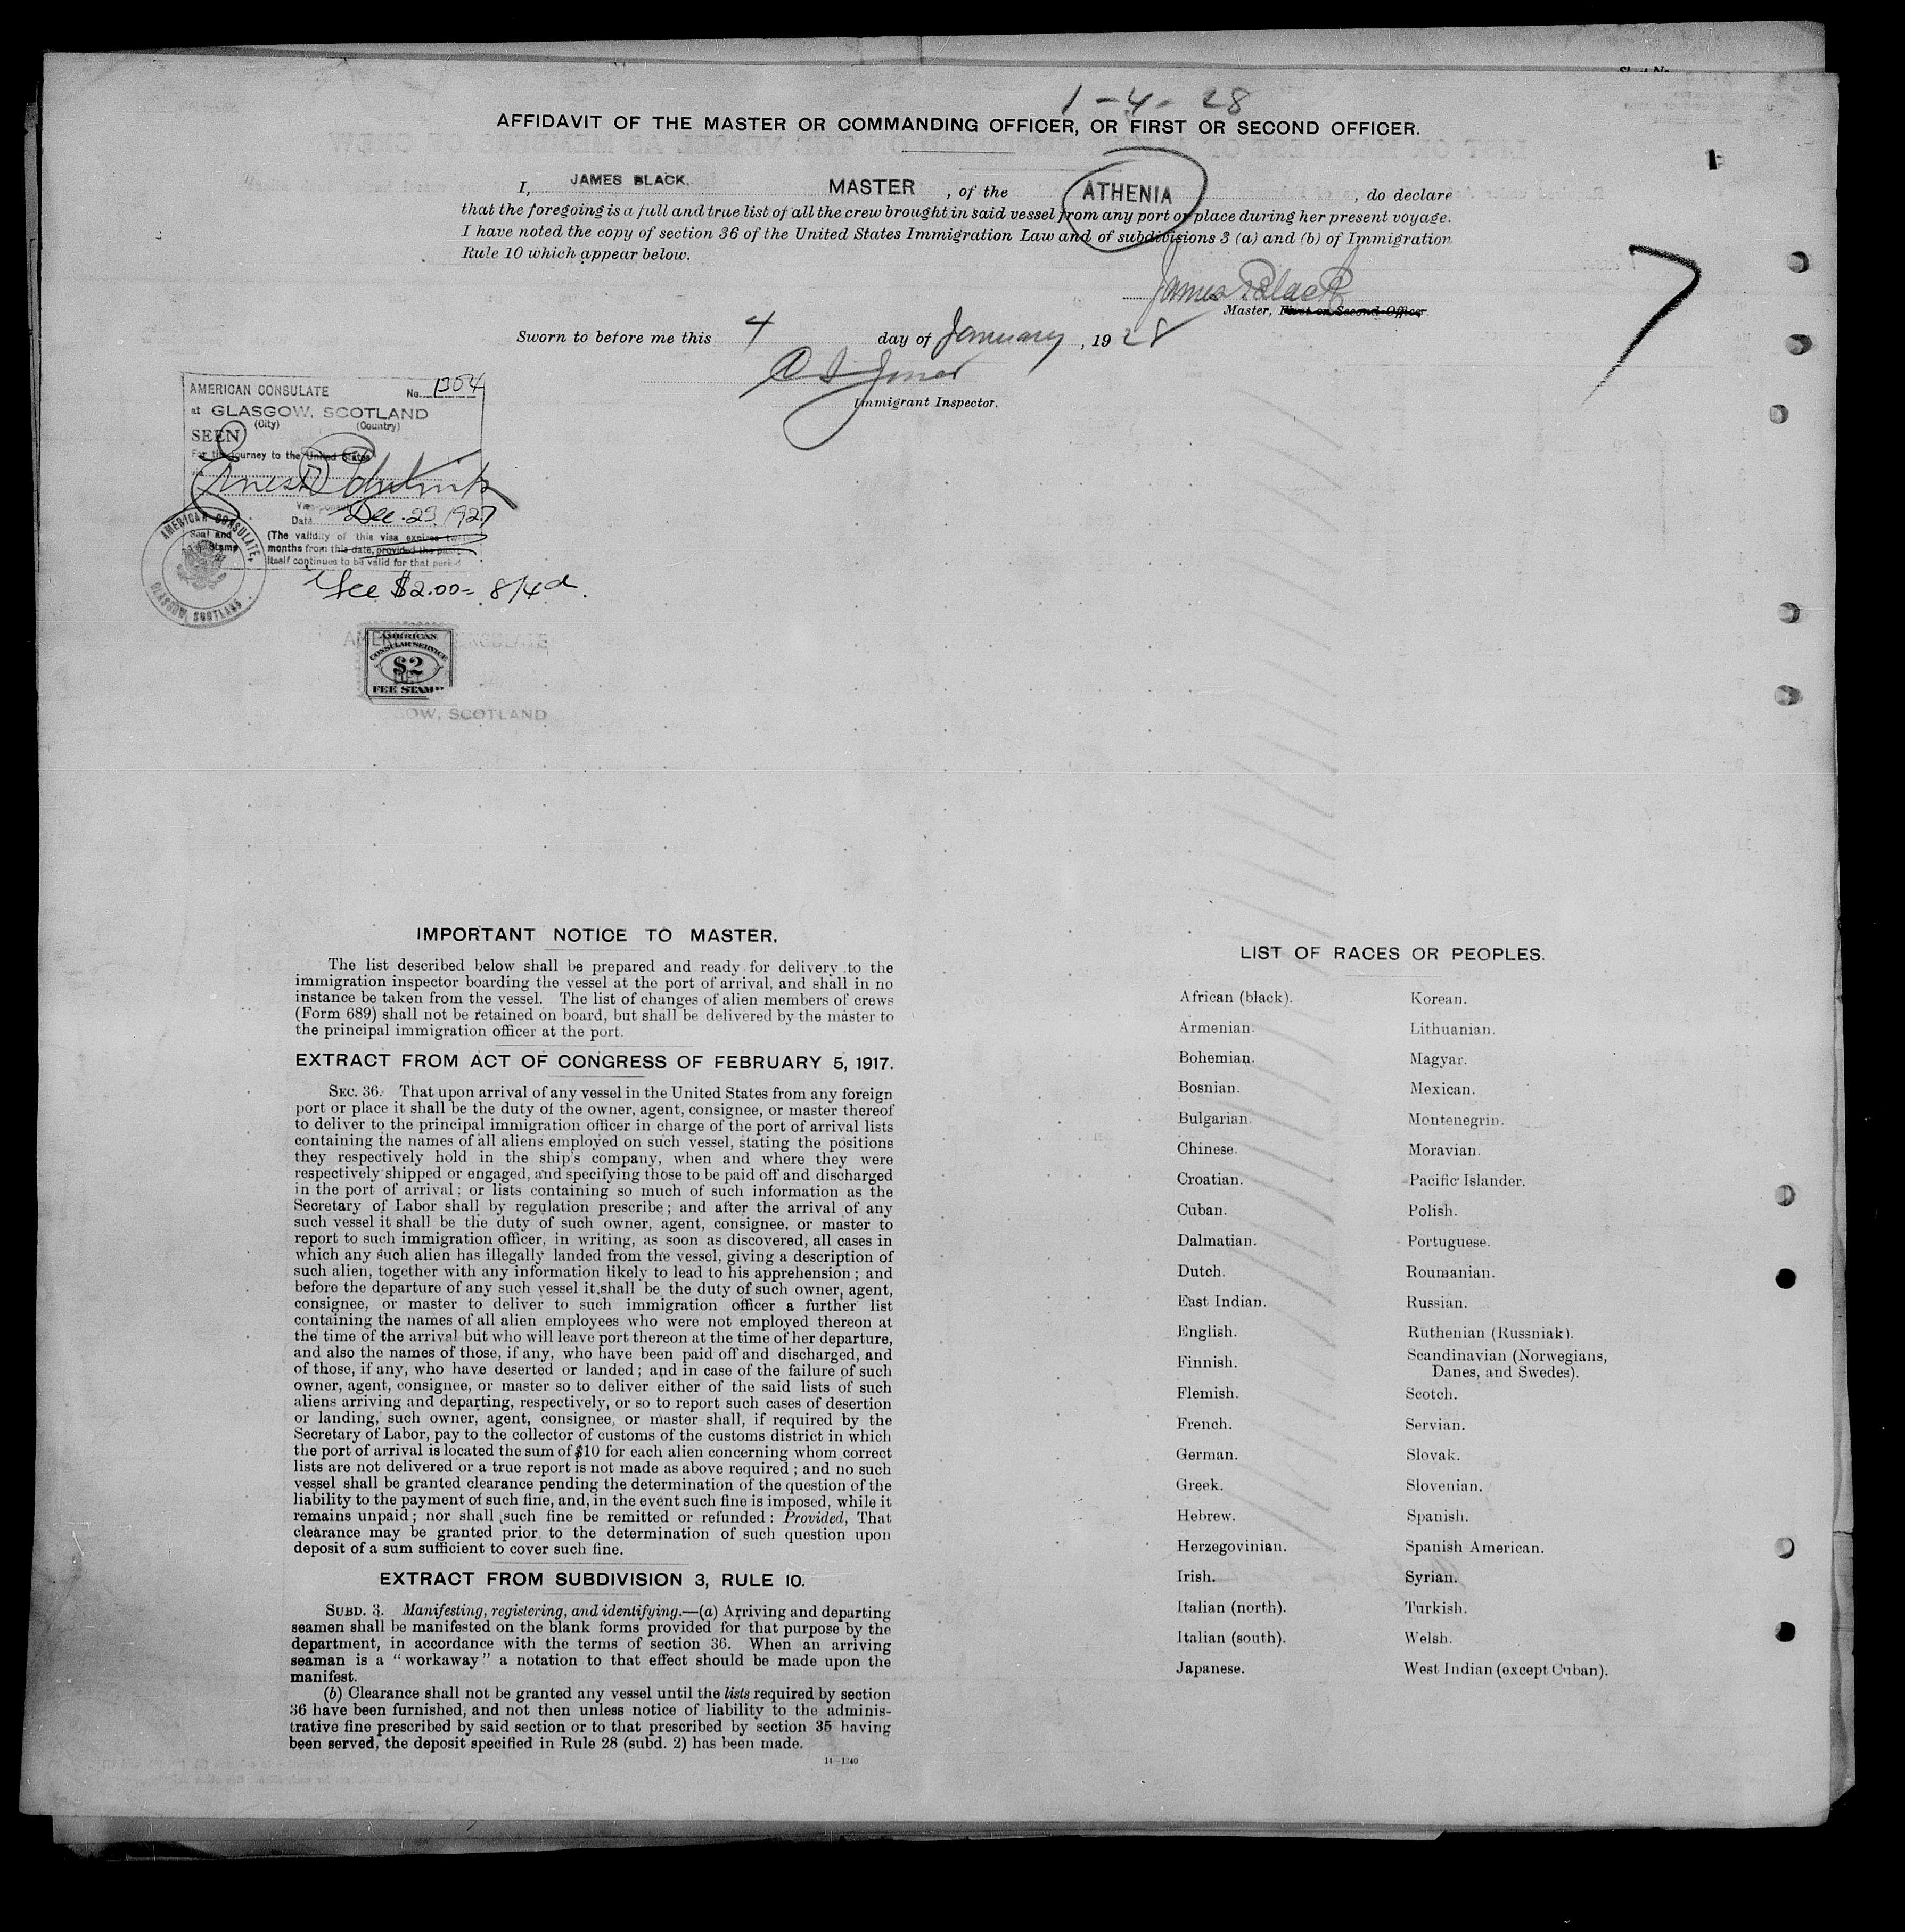 1-4-28
AFFIDAVIT OF THE MASTER OR COMMANDING OFFICER, OR FIRST OR SECOND OFFICER.
I, JAMES BLACK, MASTER, of the ATHENIA, do declare
that the foregoing is a full and true list of all the crew brought in said vessel from any port or place during her present voyage.
I have noted the copy of section 36 of the United States Immigration Law and of subdivisions 3 (a) and (b) of Immigration
Rule 10 which appear below.
James Black
Master, First or Second Officer.
Sworn to before me this 4 day of January, 1928
Immigrant Inspector.
7
AMERICAN CONSULATE No. 1304
at GLASGOW, SCOTLAND
(City) (Country)
SEEN
For the journey to the United States
Date Dec. 23, 1927
Seal and Stamp
(The validity of this visa expires
months from this date, provided the
itself continues to be valid for that period
AMERICAN CONSULATE, GLASGOW, SCOTLAND
Fee $2.00= 8/4d.
AMERICAN CONSULATE
AMERICAN
CONSULAR SERVICE
$2
FEE STAMP
GOW, SCOTLAND
IMPORTANT NOTICE TO MASTER.
The list described below shall be prepared and ready for delivery to the
immigration inspector boarding the vessel at the port of arrival, and shall in no
instance be taken from the vessel. The list of changes of alien members of crews
(Form 689) shall not be retained on board, but shall be delivered by the master to
the principal immigration officer at the port.
EXTRACT FROM ACT OF CONGRESS OF FEBRUARY 5, 1917.
SEC. 36. That upon arrival of any vessel in the United States from any foreign
port or place it shall be the duty of the owner, agent, consignee, or master thereof
to deliver to the principal immigration officer in charge of the port of arrival lists
containing the names of all aliens employed on such vessel, stating the positions
they respectively hold in the ship's company, when and where they were
respectively shipped or engaged, and specifying those to be paid off and discharged
in the port of arrival; or lists containing so much of such information as the
Secretary of Labor shall by regulation prescribe; and after the arrival of any
such vessel it shall be the duty of such owner, agent, consignee, or master to
report to such immigration officer, in writing, as soon as discovered, all cases in
which any such alien has illegally landed from the vessel, giving a description of
such alien, together with any information likely to lead to his apprehension; and
before the departure of any such vessel it shall be the duty of such owner, agent,
consignee, or master to deliver to such immigration officer a further list
containing the names of all alien employees who were not employed thereon at
the time of the arrival but who will leave port thereon at the time of her departure,
and also the names of those, if any, who have been paid off and discharged, and
of those, if any, who have deserted or landed; and in case of the failure of such
owner, agent, consignee, or master so to deliver either of the said lists of such
aliens arriving and departing, respectively, or so to report such cases of desertion
or landing, such owner, agent, consignee, or master shall, if required by the
Secretary of Labor, pay to the collector of customs of the customs district in which
the port of arrival is located the sum of $10 for each alien concerning whom correct
lists are not delivered or a true report is not made as above required; and no such
vessel shall be granted clearance pending the determination of the question of the
liability to the payment of such fine, and, in the event such fine is imposed, while it
remains unpaid; nor shall such fine be remitted or refunded: Provided, That
clearance may be granted prior to the determination of such question upon
deposit of a sum sufficient to cover such fine.
EXTRACT FROM SUBDIVISION 3, RULE 10.
SUBD. 3. Manifesting, registering, and identifying.—(a) Arriving and departing
seamen shall be manifested on the blank forms provided for that purpose by the
department, in accordance with the terms of section 36. When an arriving
seaman is a "workaway" a notation to that effect should be made upon the
manifest.
(b) Clearance shall not be granted any vessel until the lists required by section
36 have been furnished, and not then unless notice of liability to the adminis-
trative fine prescribed by said section or to that prescribed by section 35 having
been served, the deposit specified in Rule 28 (subd. 2) has been made.
14—1240
LIST OF RACES OR PEOPLES.
African (black).
Armenian.
Bohemian.
Bosnian.
Bulgarian.
Chinese.
Croatian.
Cuban.
Dalmatian.
Dutch.
East Indian.
English.
Finnish.
Flemish.
French.
German.
Greek.
Hebrew.
Herzegovinian.
Irish.
Italian (north).
Italian (south).
Japanese.
Korean.
Lithuanian.
Magyar.
Mexican.
Montenegrin.
Moravian.
Pacific Islander.
Polish.
Portuguese.
Roumanian.
Russian.
Ruthenian (Russniak).
Scandinavian (Norwegians,
Danes, and Swedes).
Scotch.
Servian.
Slovak.
Slovenian.
Spanish.
Spanish American.
Syrian.
Turkish.
Welsh.
West Indian (except Cuban).